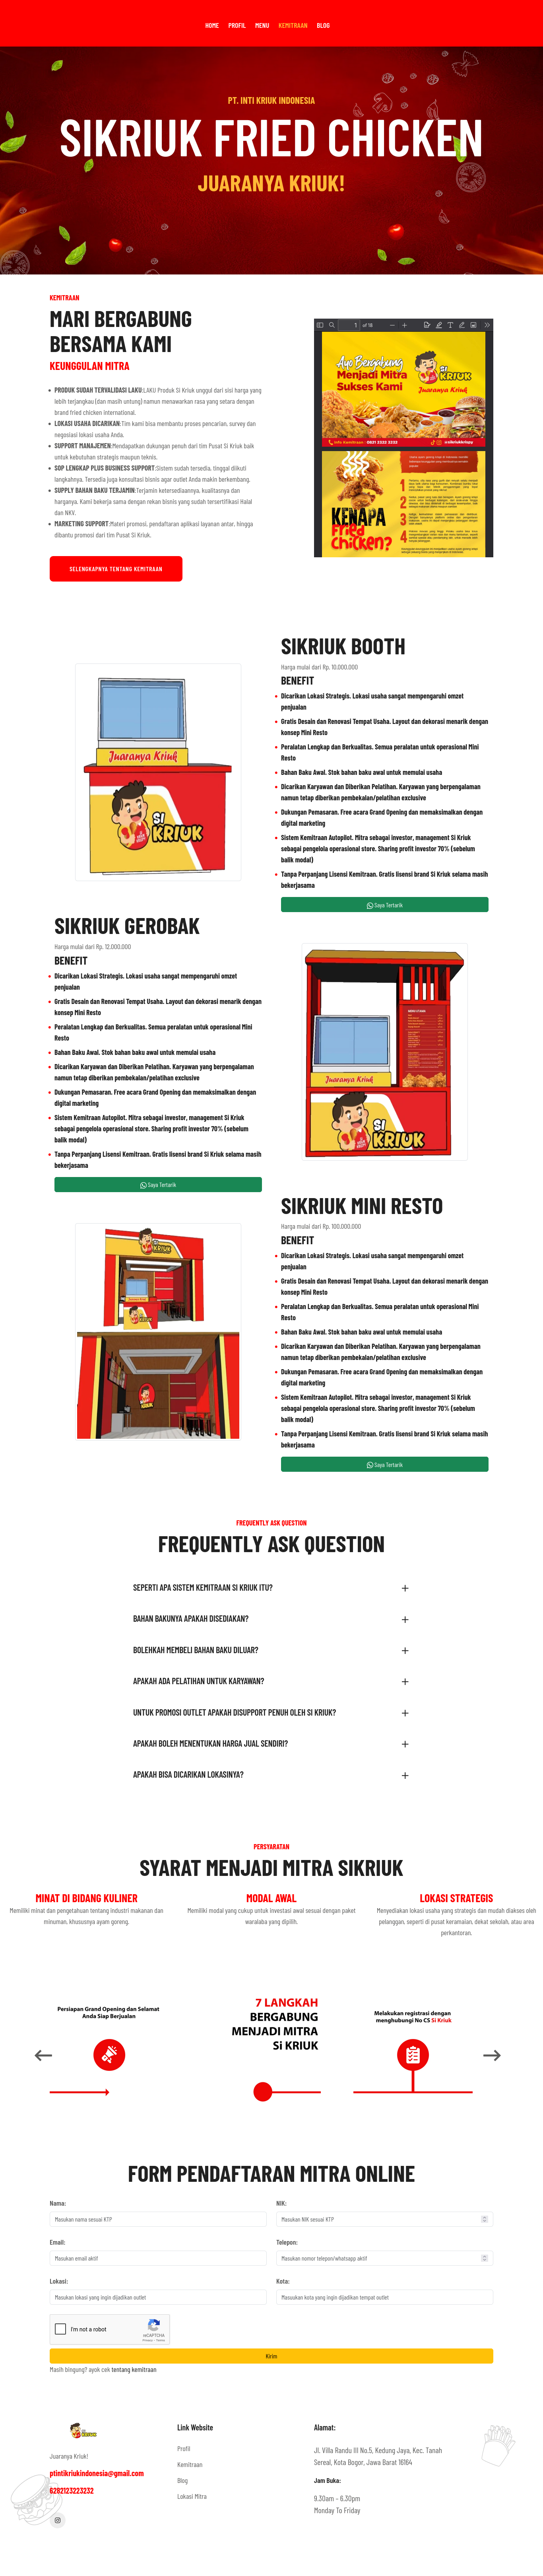 HOME PROFIL MENU KEMITRAAN BLOG
PT. INTI KRIUK INDONESIA
SIKRIUK FRIED CHICKEN
JUARANYA KRIUK!
KEMITRAAN
MARI BERGABUNG
BERSAMA KAMI
KEUNGGULAN MITRA
PRODUK SUDAH TERVALIDASI LAKU:LAKU Produk Si Kriuk unggul dari sisi harga yang
lebih terjangkau (dan masih untung) namun menawarkan rasa yang setara dengan
brand fried chicken international.
LOKASI USAHA DICARIKAN:Tim kami bisa membantu proses pencarian, survey dan
negosiasi lokasi usaha Anda.
SUPPORT MANAJEMEN:Mendapatkan dukungan penuh dari tim Pusat Si Kriuk baik
untuk kebutuhan strategis maupun teknis.
SOP LENGKAP PLUS BUSINESS SUPPORT:Sistem sudah tersedia, tinggal diikuti
langkahnya. Tersedia juga konsultasi bisnis agar outlet Anda makin berkembang.
SUPPLY BAHAN BAKU TERJAMIN:Terjamin ketersediaannya, kualitasnya dan
harganya. Kami bekerja sama dengan rekan bisnis yang sudah tersertifikasi Halal
dan NKV.
MARKETING SUPPORT:Materi promosi, pendaftaran aplikasi layanan antar, hingga
dibantu promosi dari tim Pusat Si Kriuk.
SELENGKAPNYA TENTANG KEMITRAAN
1 of 16
Ayo Bergabung
Menjadi Mitra
Sukses Kami
SI KRIUK
KENAPA
Fried
Chicken?
SIKRIUK BOOTH
Harga mulai dari Rp. 10.000.000
BENEFIT
Dicarikan Lokasi Strategis. Lokasi usaha sangat mempengaruhi omzet
penjualan
Gratis Desain dan Renovasi Tempat Usaha. Layout dan dekorasi menarik dengan
konsep Mini Resto
Peralatan Lengkap dan Berkualitas. Semua peralatan untuk operasional Mini
Resto
Bahan Baku Awal. Stok bahan baku awal untuk memulai usaha
Dicarikan Karyawan dan Diberikan Pelatihan. Karyawan yang berpengalaman
namun tetap diberikan pembekalan/pelatihan exclusive
Dukungan Pemasaran. Free acara Grand Opening dan memaksimalkan dengan
digital marketing
Sistem Kemitraan Autopilot. Mitra sebagai investor, management Si Kriuk
sebagai pengelola operasional store. Sharing profit investor 70% (sebelum
balik modal)
Tanpa Perpanjang Lisensi Kemitraan. Gratis lisensi brand Si Kriuk selama masih
bekerjasama
Saya Tertarik
Juaranya Kriuk
SI KRIUK
SIKRIUK GEROBAK
Harga mulai dari Rp. 12.000.000
BENEFIT
Dicarikan Lokasi Strategis. Lokasi usaha sangat mempengaruhi omzet
penjualan
Gratis Desain dan Renovasi Tempat Usaha. Layout dan dekorasi menarik dengan
konsep Mini Resto
Peralatan Lengkap dan Berkualitas. Semua peralatan untuk operasional Mini
Resto
Bahan Baku Awal. Stok bahan baku awal untuk memulai usaha
Dicarikan Karyawan dan Diberikan Pelatihan. Karyawan yang berpengalaman
namun tetap diberikan pembekalan/pelatihan exclusive
Dukungan Pemasaran. Free acara Grand Opening dan memaksimalkan dengan
digital marketing
Sistem Kemitraan Autopilot. Mitra sebagai investor, management Si Kriuk
sebagai pengelola operasional store. Sharing profit investor 70% (sebelum
balik modal)
Tanpa Perpanjang Lisensi Kemitraan. Gratis lisensi brand Si Kriuk selama masih
bekerjasama
Saya Tertarik
Juaranya Kriuk
SI KRIUK
SIKRIUK MINI RESTO
Harga mulai dari Rp. 100.000.000
BENEFIT
Dicarikan Lokasi Strategis. Lokasi usaha sangat mempengaruhi omzet
penjualan
Gratis Desain dan Renovasi Tempat Usaha. Layout dan dekorasi menarik dengan
konsep Mini Resto
Peralatan Lengkap dan Berkualitas. Semua peralatan untuk operasional Mini
Resto
Bahan Baku Awal. Stok bahan baku awal untuk memulai usaha
Dicarikan Karyawan dan Diberikan Pelatihan. Karyawan yang berpengalaman
namun tetap diberikan pembekalan/pelatihan exclusive
Dukungan Pemasaran. Free acara Grand Opening dan memaksimalkan dengan
digital marketing
Sistem Kemitraan Autopilot. Mitra sebagai investor, management Si Kriuk
sebagai pengelola operasional store. Sharing profit investor 70% (sebelum
balik modal)
Tanpa Perpanjang Lisensi Kemitraan. Gratis lisensi brand Si Kriuk selama masih
bekerjasama
Saya Tertarik
FREQUENTLY ASK QUESTION
FREQUENTLY ASK QUESTION
SEPERTI APA SISTEM KEMITRAAN SI KRIUK ITU?
BAHAN BAKUNYA APAKAH DISEDIAKAN?
BOLEHKAH MEMBELI BAHAN BAKU DILUAR?
APAKAH ADA PELATIHAN UNTUK KARYAWAN?
UNTUK PROMOSI OUTLET APAKAH DISUPPORT PENUH OLEH SI KRIUK?
APAKAH BOLEH MENENTUKAN HARGA JUAL SENDIRI?
APAKAH BISA DICARIKAN LOKASINYA?
PERSYARATAN
SYARAT MENJADI MITRA SIKRIUK
MINAT DI BIDANG KULINER
Memiliki minat dan pengetahuan tentang industri makanan dan
minuman, khususnya ayam goreng.
MODAL AWAL
Memiliki modal yang cukup untuk investasi awal sesuai dengan paket
waralaba yang dipilih.
LOKASI STRATEGIS
Menyediakan lokasi usaha yang strategis dan mudah diakses oleh
pelanggan, seperti di pusat keramaian, dekat sekolah, atau area
perkantoran.
Persiapan Grand Opening dan Selamat
Anda Siap Berjualan
7 LANGKAH
BERGABUNG
MENJADI MITRA
Si KRIUK
Melakukan registrasi dengan
menghubungi No CS Si Kriuk
FORM PENDAFTARAN MITRA ONLINE
Nama:
Masukan nama sesuai KTP
NIK:
Masukan NIK sesuai KTP
Email:
Masukan email aktif
Telepon:
Masukan nomer telepon/whatsapp aktif
Lokasi:
Masukan lokasi yang ingin dijadikan outlet
Kota:
Masuukan kota yang ingin dijadikan tempat outlet
I'm not a robot
reCAPTCHA
Privacy - Terms
Kirim
Masih bingung? ayok cek tentang kemitraan
Juaranya Kriuk!
ptintikriukindonesia@gmail.com
6282123223232
Link Website
Profil
Kemitraan
Blog
Lokasi Mitra
Alamat:
Jl. Villa Randu III No.5, Kedung Jaya, Kec. Tanah
Sereal, Kota Bogor, Jawa Barat 16164
Jam Buka:
9.30am – 6.30pm
Monday To Friday